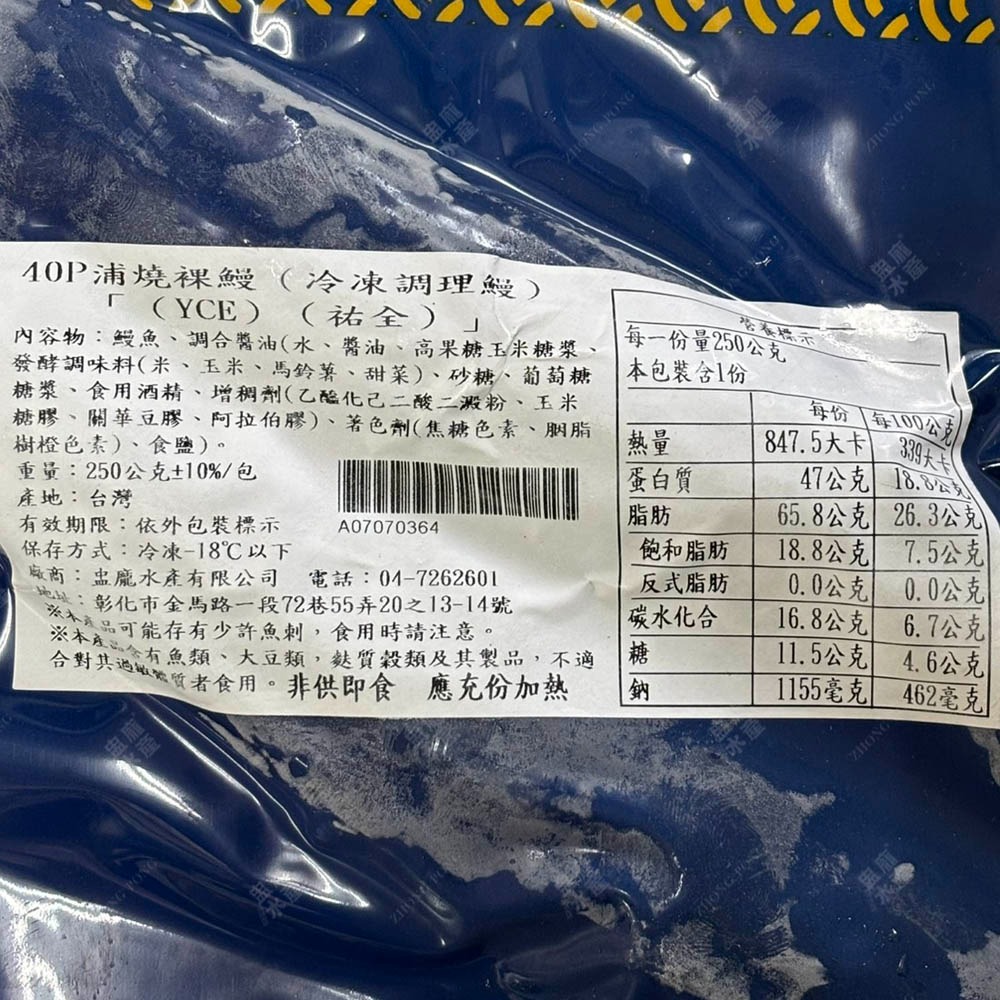 40P浦燒裸鰻(冷凍調理鰻)
「(YCE)(祐全)」
內容物：鰻魚、調合醬油(水、醬油、高果糖玉米糖漿、
發酵調味料(米、玉米、馬鈴薯、甜菜)、砂糖、葡萄糖
糖漿、食用酒精、增稠劑(乙醯化己二酸二澱粉、玉米
糖膠、關華豆膠、阿拉伯膠)、著色劑(焦糖色素、胭脂
樹橙色素)、食鹽)。
重量：250公克±10%/包
產地：台灣
有效期限：依外包裝標示
保存方式：冷凍-18℃以下
廠商：盅龐水產有限公司 電話：04-7262601
地址：彰化市金馬路一段72巷55弄20之13-14號
※本產品可能存有少許魚刺，食用時請注意。
※本產品含有魚類、大豆類，麩質穀類及其製品，不適
合對其過敏體質者食用。非供即食 應充份加熱
A07070364
營養標示
每一份量250公克
本包裝含1份
每份 每100公克
熱量 847.5大卡 339大卡
蛋白質 47公克 18.8公克
脂肪 65.8公克 26.3公克
飽和脂肪 18.8公克 7.5公克
反式脂肪 0.0公克 0.0公克
碳水化合 16.8公克 6.7公克
糖 11.5公克 4.6公克
鈉 1155毫克 462毫克
ZHONG PONG